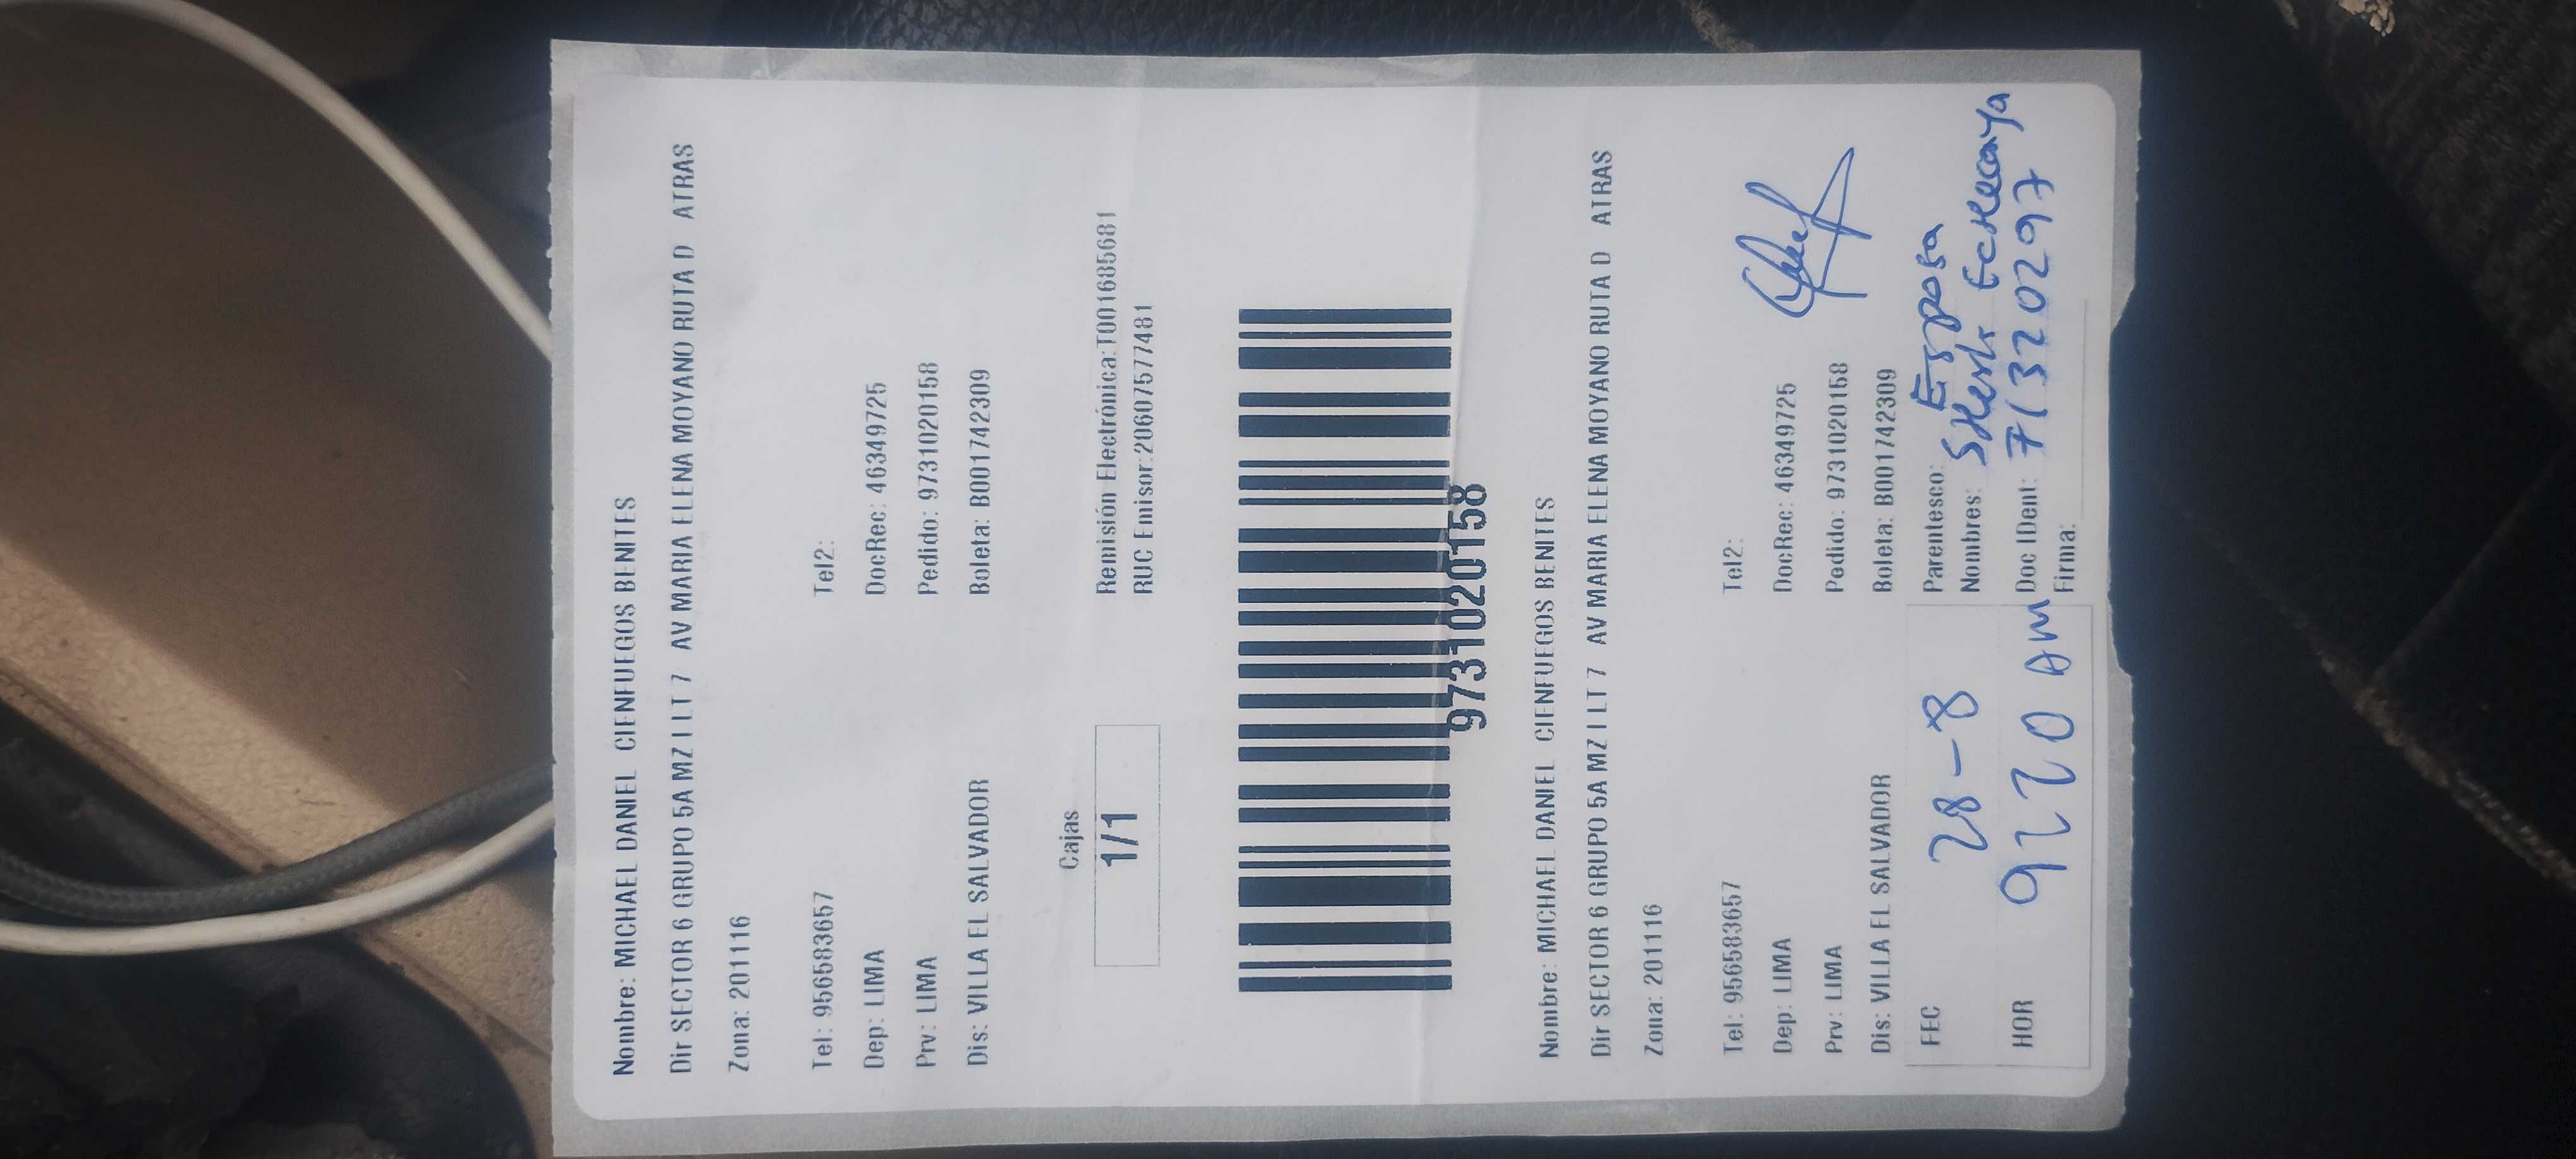 Nombre: MICHAEL DANIEL CIENFUEGOS BENITES
Dir SECTOR 6 GRUPO 5A MZ I LT 7 AV MARIA ELENA MOYANO RUTA D ATRAS
Zona: 201116
Tel: 956583657 Tel2:
Dep: LIMA DocRec: 46349725
Prv: LIMA Pedido: 9731020158
Dis: VILLA EL SALVADOR Boleta: B001742309
Cajas
1/1
Remisión Electrónica:T001685681
RUC Emisor:20607577481
9731020158
Nombre: MICHAEL DANIEL CIENFUEGOS BENITES
Dir SECTOR 6 GRUPO 5A MZ I LT 7 AV MARIA ELENA MOYANO RUTA D ATRAS
Zona: 201116
Tel: 956583657 Tel2:
Dep: LIMA DocRec: 46349725
Prv: LIMA Pedido: 9731020158
Dis: VILLA EL SALVADOR Boleta: B001742309
FEC 28-8
HOR 9:20 AM
Parentesco: Esposa
Nombres:
Doc IDent: 71320297
Firma: